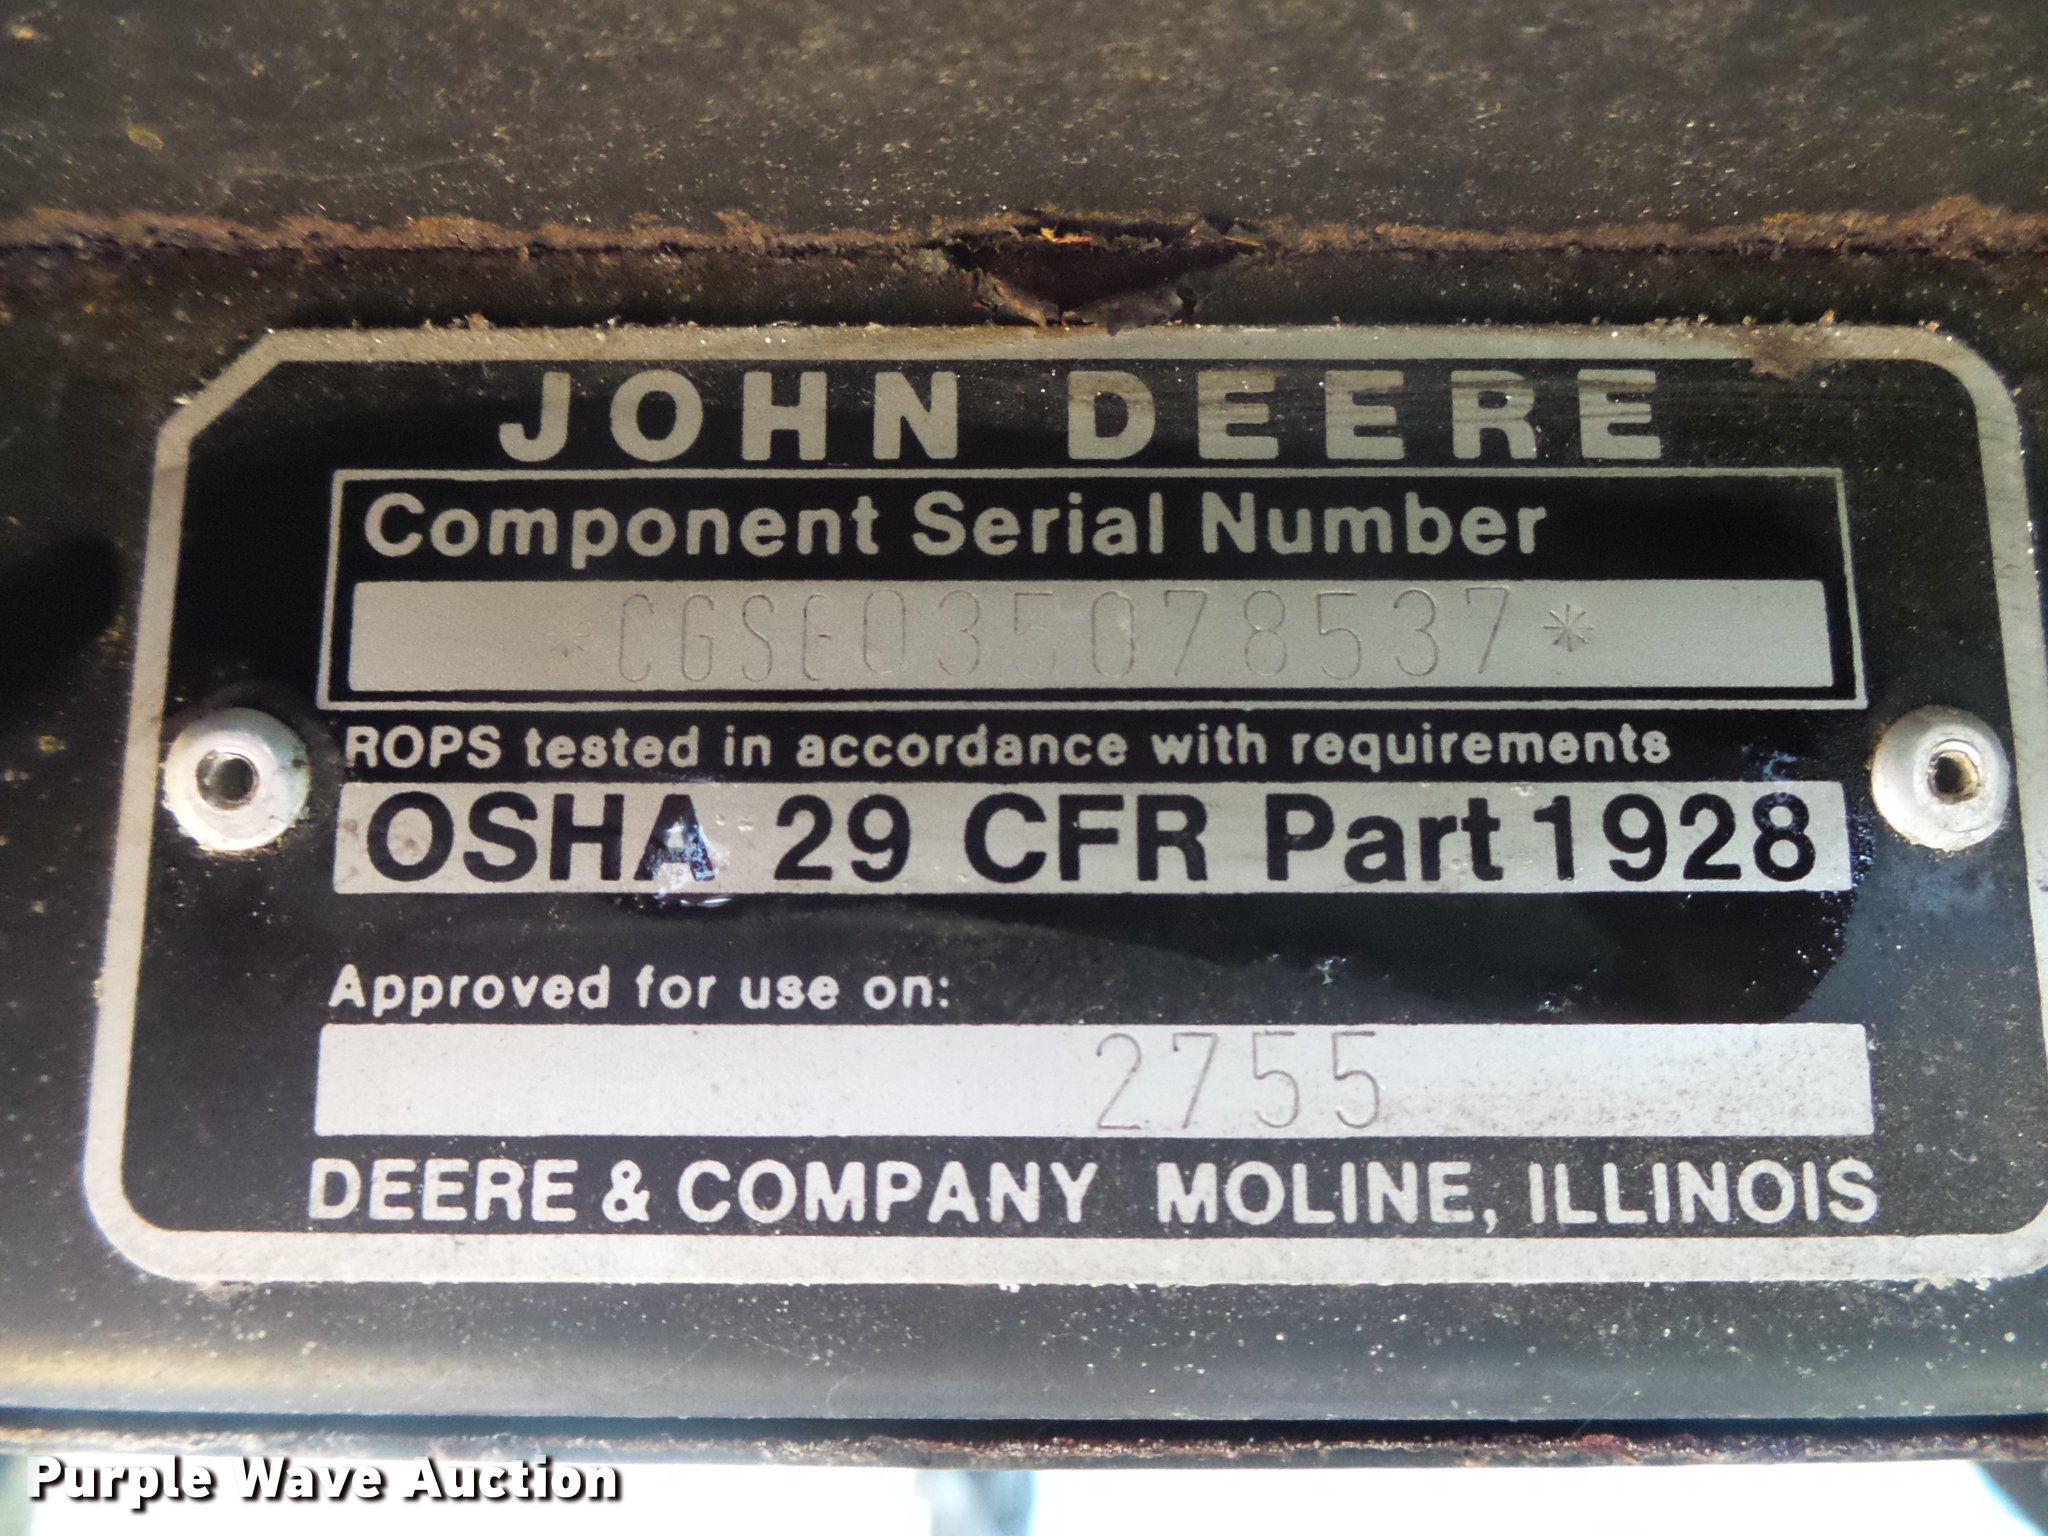 JOHN DEERE
Component Serial Number
*CGSG035078537*
ROPS tested in accordance with requirements
OSHA 29 CFR Part 1928
Approved for use on:
2755
DEERE & COMPANY MOLINE, ILLINOIS
Purple Wave Auction